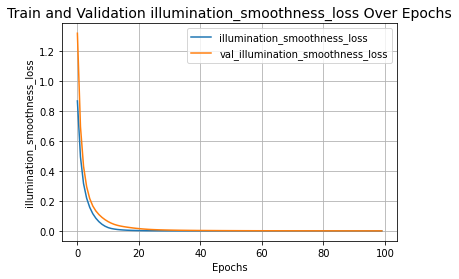 Train and Validation illumination_smoothness_loss Over Epochs
illumination_smoothness_loss
val_illumination_smoothness_loss
illumination_smoothness_loss
1.2
1.0
0.8
0.6
0.4
0.2
0.0
0 20 40 60 80 100
Epochs